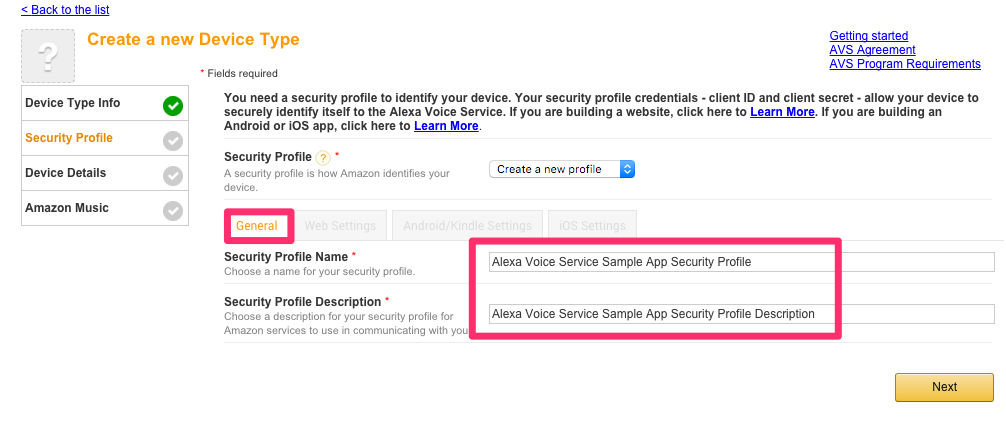 < Back to the list
?
Create a new Device Type
Getting started
AVS Agreement
AVS Program Requirements
* Fields required
Device Type Info
Security Profile
Device Details
Amazon Music
You need a security profile to identify your device. Your security profile credentials - client ID and client secret - allow your device to
securely identify itself to the Alexa Voice Service. If you are building a website, click here to Learn More. If you are building an
Android or iOS app, click here to Learn More.
Security Profile ? *
A security profile is how Amazon identifies your
device.
Create a new profile
General Web Settings Android/Kindle Settings iOS Settings
Security Profile Name *
Choose a name for your security profile.
Alexa Voice Service Sample App Security Profile
Security Profile Description *
Choose a description for your security profile for
Amazon services to use in communicating with you
Alexa Voice Service Sample App Security Profile Description
Next